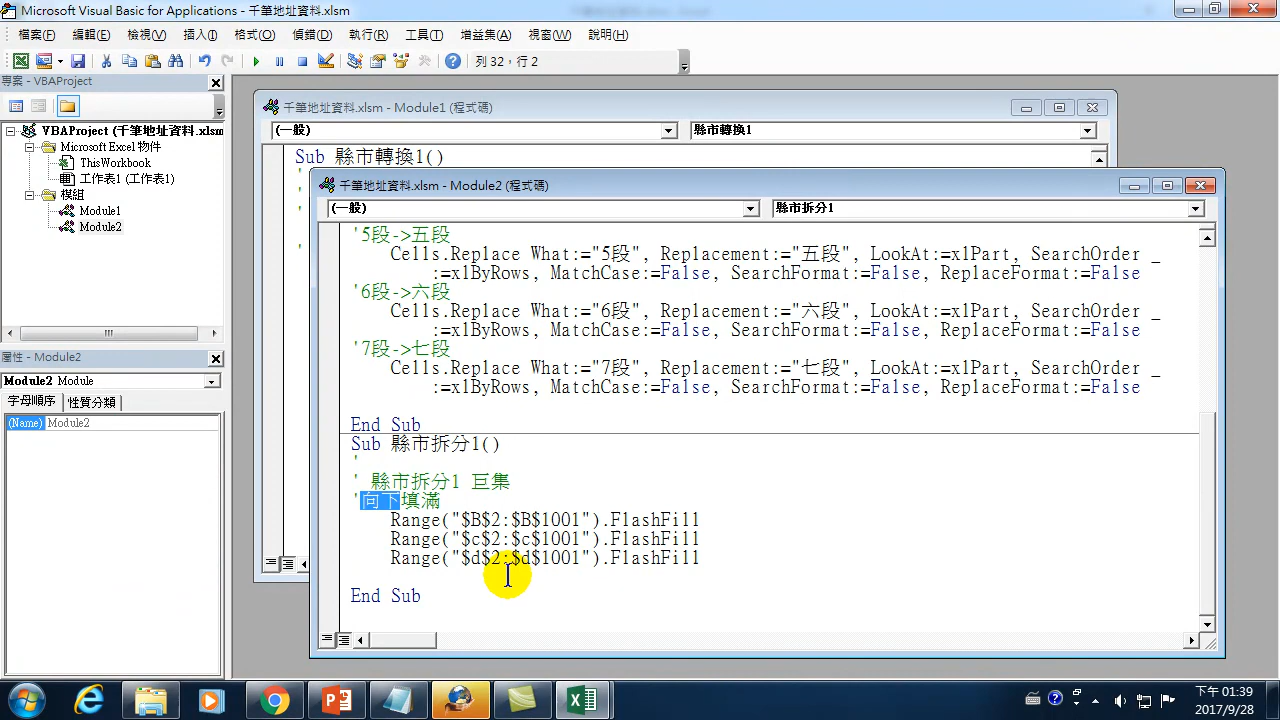 Microsoft Visual Basic for Applications - 千筆地址資料.xlsm
檔案(F) 編輯(E) 檢視(V) 插入(I) 格式(O) 偵錯(D) 執行(R) 工具(T) 增益集(A) 視窗(W) 說明(H)
列 32，行 2
專案 - VBAProject
VBAProject (千筆地址資料.xlsm
Microsoft Excel 物件
ThisWorkbook
工作表1 (工作表1)
模組
Module1
Module2
屬性 - Module2
Module2 Module
字母順序 性質分類
(Name) Module2
千筆地址資料.xlsm - Module1 (程式碼)
(一般) 縣市轉換1
Sub 縣市轉換1()
千筆地址資料.xlsm - Module2 (程式碼)
(一般) 縣市拆分1
'5段->五段
Cells.Replace What:="5段", Replacement:="五段", LookAt:=xlPart, SearchOrder _
:=xlByRows, MatchCase:=False, SearchFormat:=False, ReplaceFormat:=False
'6段->六段
Cells.Replace What:="6段", Replacement:="六段", LookAt:=xlPart, SearchOrder _
:=xlByRows, MatchCase:=False, SearchFormat:=False, ReplaceFormat:=False
'7段->七段
Cells.Replace What:="7段", Replacement:="七段", LookAt:=xlPart, SearchOrder _
:=xlByRows, MatchCase:=False, SearchFormat:=False, ReplaceFormat:=False
End Sub
Sub 縣市拆分1()
'
' 縣市拆分1 巨集
'向下填滿
Range("$B$2:$B$1001").FlashFill
Range("$c$2:$c$1001").FlashFill
Range("$d$2:$d$1001").FlashFill
End Sub
下午 01:39
2017/9/28